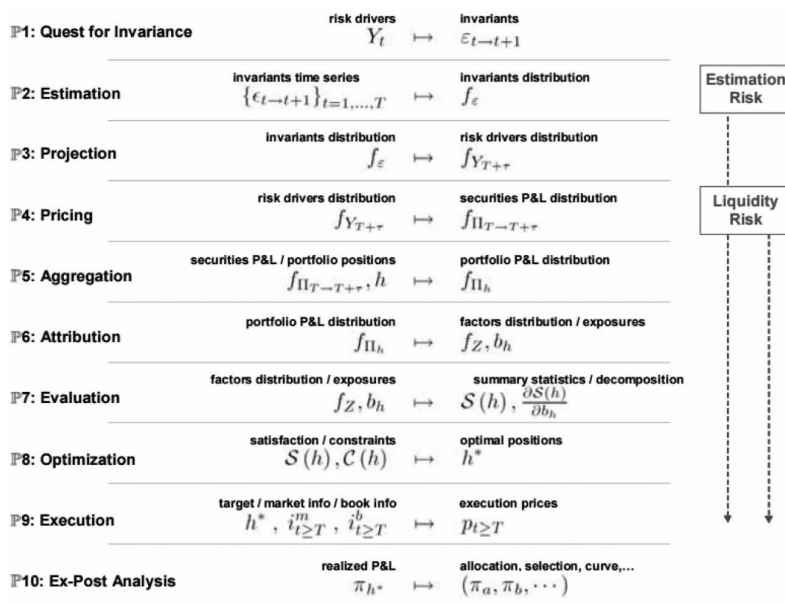 risk drivers invariants
ℙ1: Quest for Invariance Y_t ↦ ε_{t→t+1}
invariants time series invariants distribution
ℙ2: Estimation {ϵ_{t→t+1}}_{t=1,...,T} ↦ f_ε
Estimation
Risk
invariants distribution risk drivers distribution
ℙ3: Projection f_ε ↦ f_{Y_{T+τ}}
risk drivers distribution securities P&L distribution
ℙ4: Pricing f_{Y_{T+τ}} ↦ f_{Π_{T→T+τ}}
Liquidity
Risk
securities P&L / portfolio positions portfolio P&L distribution
ℙ5: Aggregation f_{Π_{T→T+τ}}, h ↦ f_{Π_h}
portfolio P&L distribution factors distribution / exposures
ℙ6: Attribution f_{Π_h} ↦ f_Z, b_h
factors distribution / exposures summary statistics / decomposition
ℙ7: Evaluation f_Z, b_h ↦ S(h), ∂S(h)/∂b_h
satisfaction / constraints optimal positions
ℙ8: Optimization S(h), C(h) ↦ h*
target / market info / book info execution prices
ℙ9: Execution h*, i^m_{t≥T}, i^b_{t≥T} ↦ p_{t≥T}
realized P&L allocation, selection, curve,...
ℙ10: Ex-Post Analysis π_{h*} ↦ (π_a, π_b, ···)